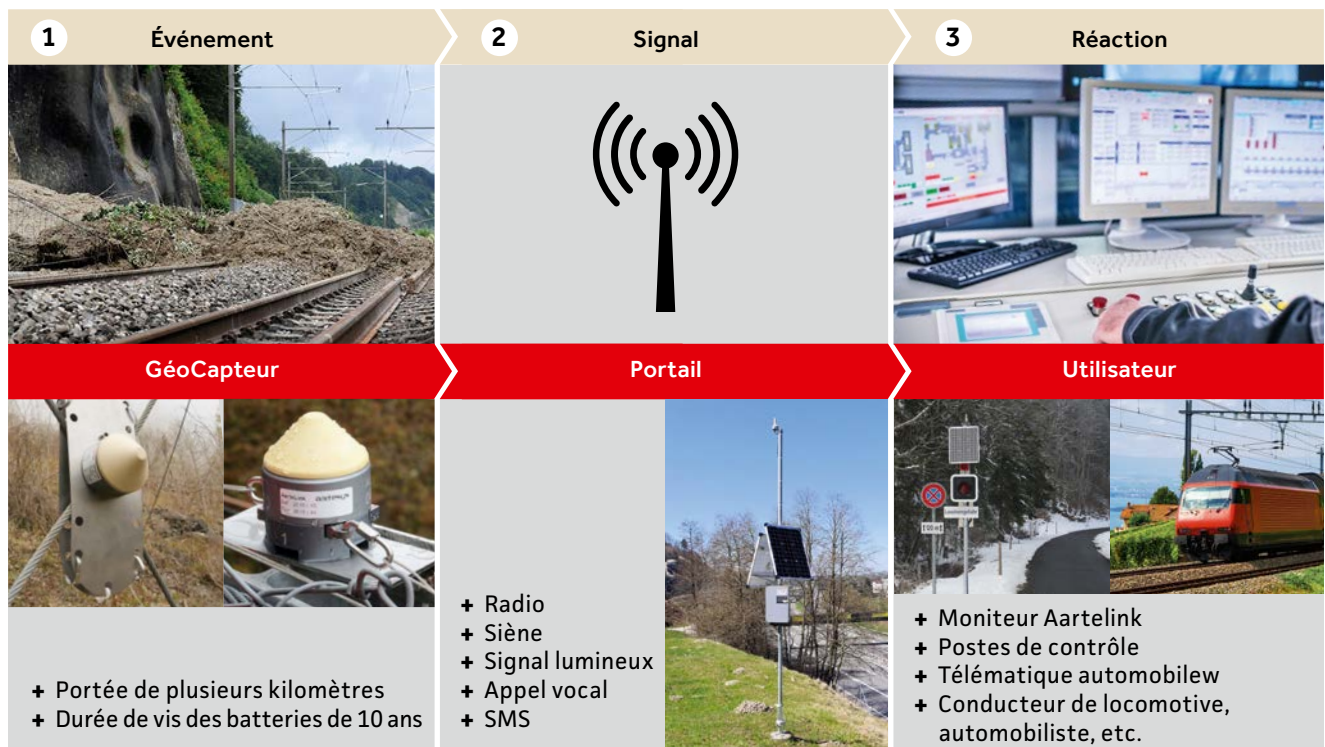 1 Événement
2 Signal
3 Réaction
GéoCapteur
Portail
Utilisateur
+ Portée de plusieurs kilomètres
+ Durée de vis des batteries de 10 ans
+ Radio
+ Siène
+ Signal lumineux
+ Appel vocal
+ SMS
+ Moniteur Aartelink
+ Postes de contrôle
+ Télématique automobilew
+ Conducteur de locomotive,
automobiliste, etc.